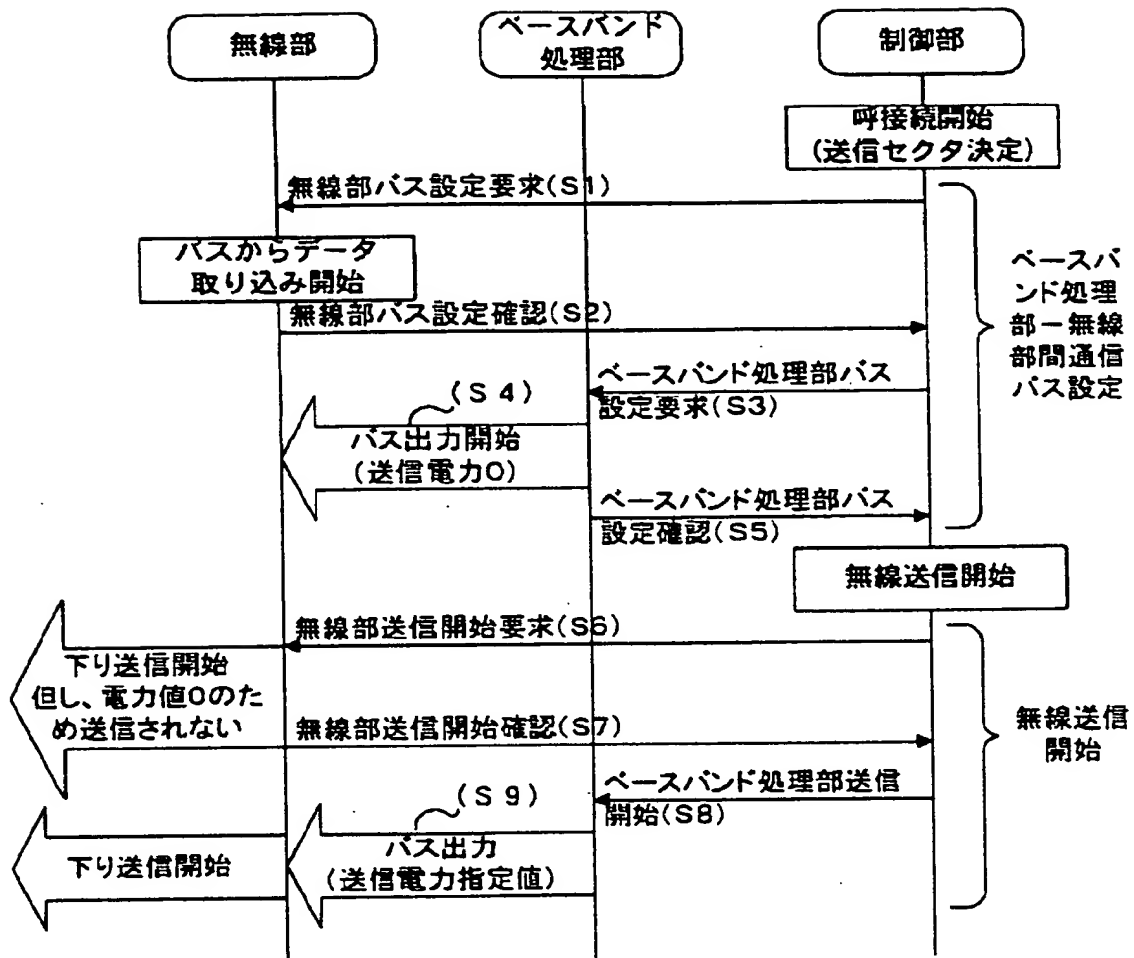 無線部
ベースバンド
処理部
制御部
呼接続開始
(送信セクタ決定)
無線部バス設定要求(S1)
バスからデータ
取り込み開始
無線部バス設定確認(S2)
ベースバンド処理部バス
設定要求(S3)
(S 4)
バス出力開始
(送信電力0)
ベースバンド処理部バス
設定確認(S5)
ベースバ
ンド処理
部－無線
部間通信
バス設定
無線送信開始
無線部送信開始要求(S6)
下り送信開始
但し、電力値0のた
め送信されない
無線部送信開始確認(S7)
ベースバンド処理部送信
開始(S8)
(S 9)
バス出力
(送信電力指定値)
下り送信開始
無線送信
開始